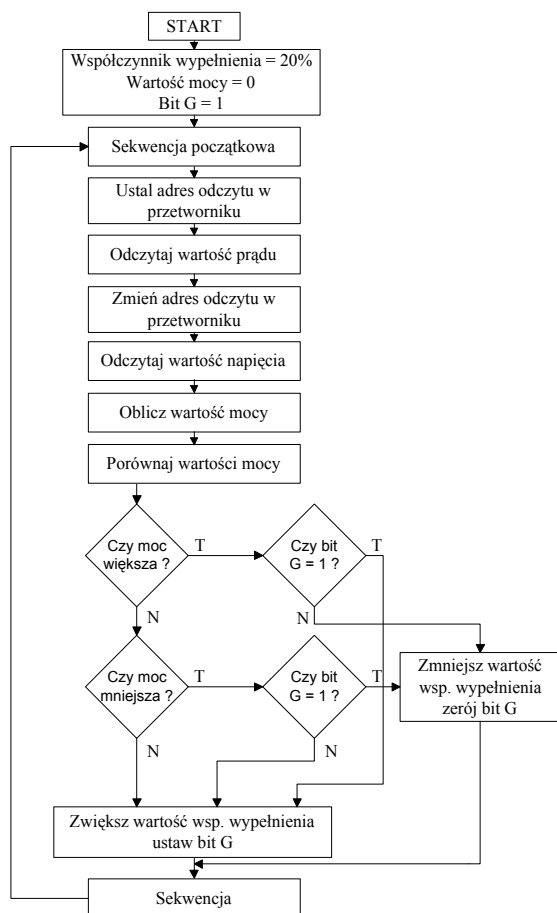 START
Współczynnik wypełnienia = 20%
Wartość mocy = 0
Bit G = 1
Sekwencja początkowa
Ustal adres odczytu w
przetworniku
Odczytaj wartość prądu
Zmień adres odczytu w
przetworniku
Odczytaj wartość napięcia
Oblicz wartość mocy
Porównaj wartości mocy
Czy moc
większa ?
T
Czy bit
G = 1 ?
T
N
N
Czy moc
mniejsza ?
T
Czy bit
G = 1 ?
T
Zmniejsz wartość
wsp. wypełnienia
zerój bit G
N
N
Zwiększ wartość wsp. wypełnienia
ustaw bit G
Sekwencja